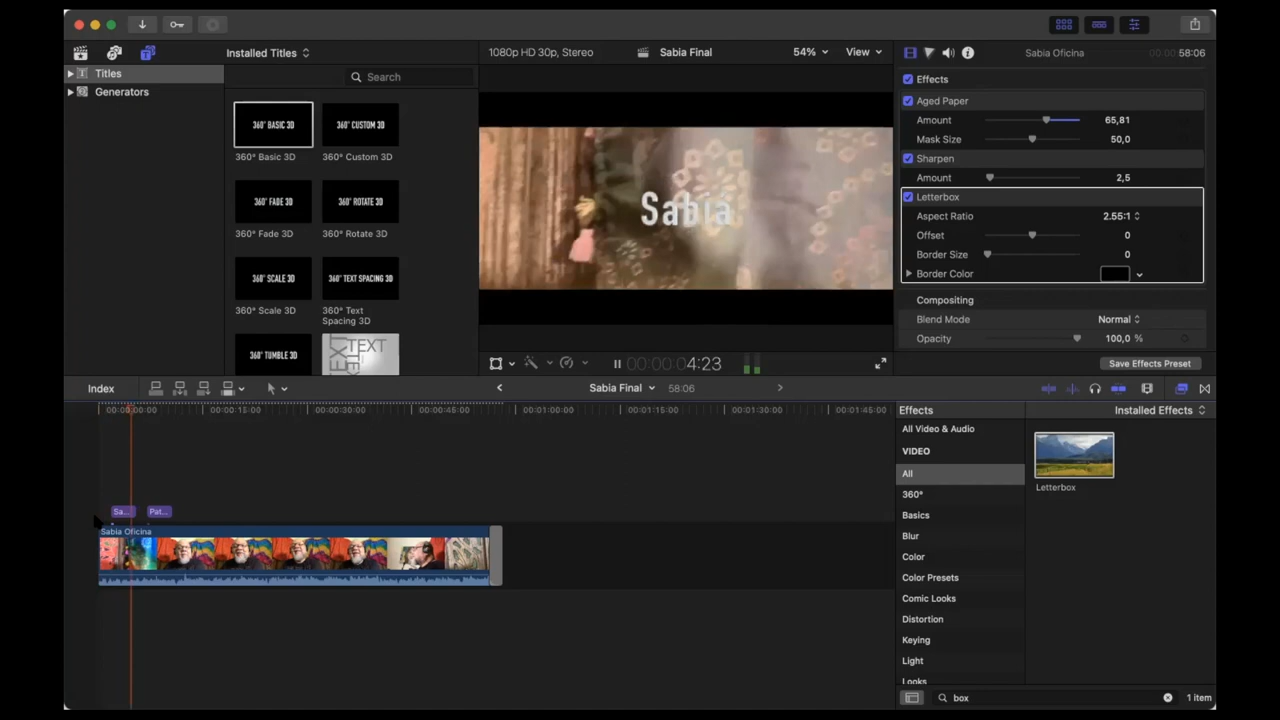 1080p HD 30p, Stereo
Sabia Final
54%
View
Sabia Oficina
00:00:58:06
Installed Titles
Titles
Generators
Search
360° BASIC 3D
360° CUSTOM 3D
360° Basic 3D
360° Custom 3D
360° FADE 3D
360° ROTATE 3D
360° Fade 3D
360° Rotate 3D
360° SCALE 3D
360° TEXT SPACING 3D
360° Scale 3D
360° Text
Spacing 3D
360° TUMBLE 3D
TEXT
TEXT
Sabiá
00:00:04:23
Effects
Aged Paper
Amount 65,81
Mask Size 50,0
Sharpen
Amount 2,5
Letterbox
Aspect Ratio 2.55:1
Offset 0
Border Size 0
Border Color
Compositing
Blend Mode Normal
Opacity 100,0 %
Save Effects Preset
Index
Sabia Final
58:06
00:00:00:00
00:00:15:00
00:00:30:00
00:00:45:00
00:01:00:00
00:01:15:00
00:01:30:00
00:01:45:00
Sa...
Pat...
Sabia Oficina
Effects
Installed Effects
All Video & Audio
VIDEO
All
360°
Basics
Blur
Color
Color Presets
Comic Looks
Distortion
Keying
Light
Looks
Letterbox
box
1 item